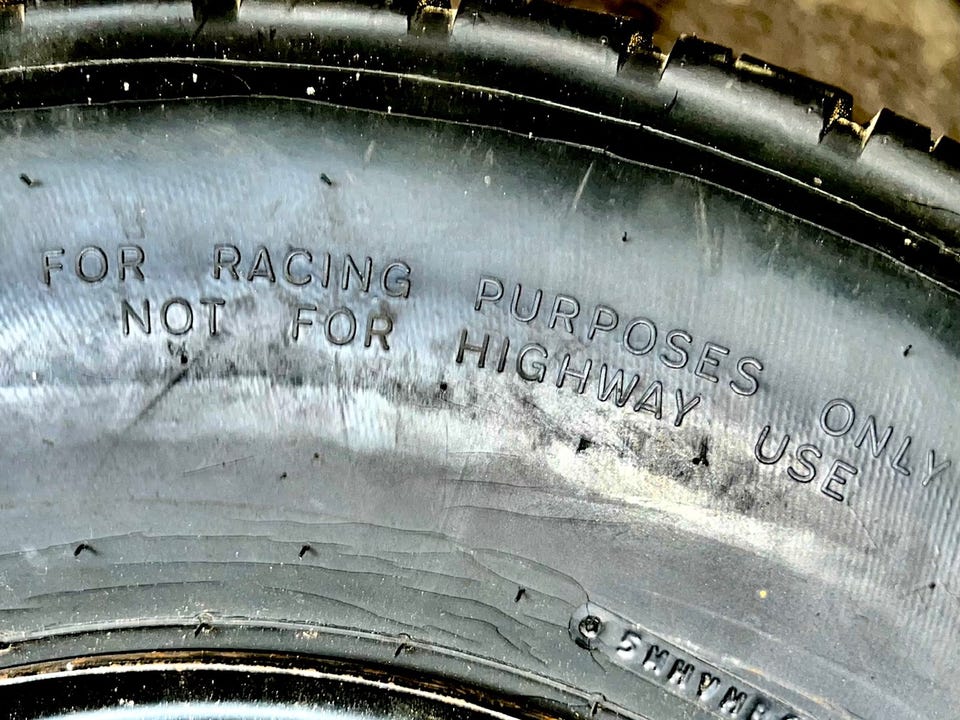 FOR RACING PURPOSES ONLY
NOT FOR HIGHWAY USE